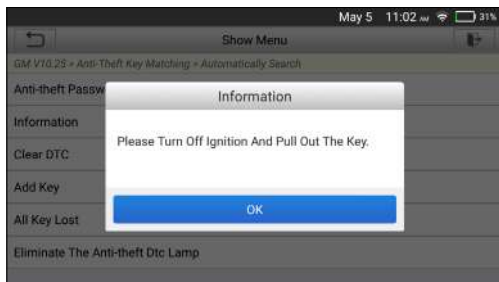 May 5 11:02 AM 31%
Show Menu
GM V10.25 > Anti-Theft Key Matching > Automatically Search
Anti-theft Passw
Information
Information
Please Turn Off Ignition And Pull Out The Key.
Clear DTC
Add Key
OK
All Key Lost
Eliminate The Anti-theft Dtc Lamp